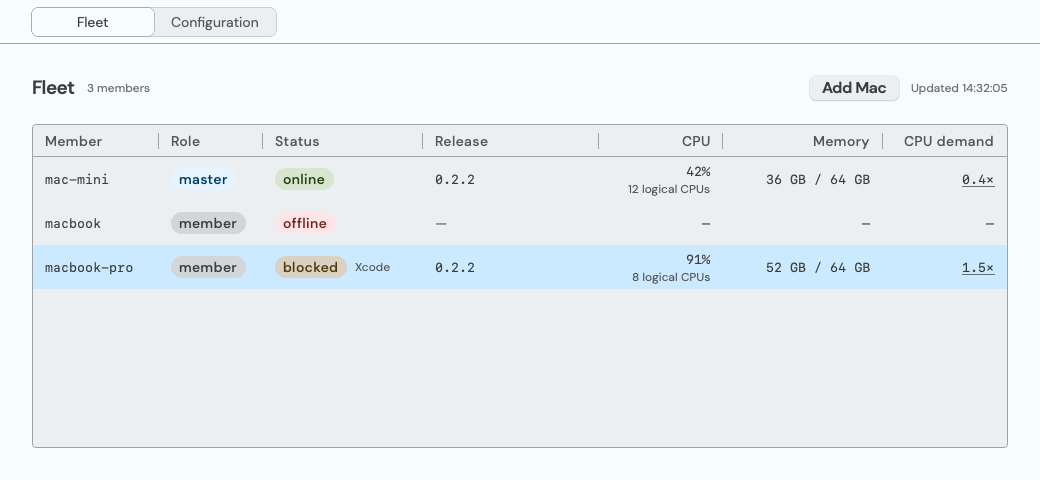 Fleet Configuration
Fleet 3 members Add Mac Updated 14:32:05
Member Role Status Release CPU Memory CPU demand
mac-mini master online 0.2.2 42% 36 GB / 64 GB 0.4×
12 logical CPUs
macbook member offline — — — —
macbook-pro member blocked Xcode 0.2.2 91% 52 GB / 64 GB 1.5×
8 logical CPUs